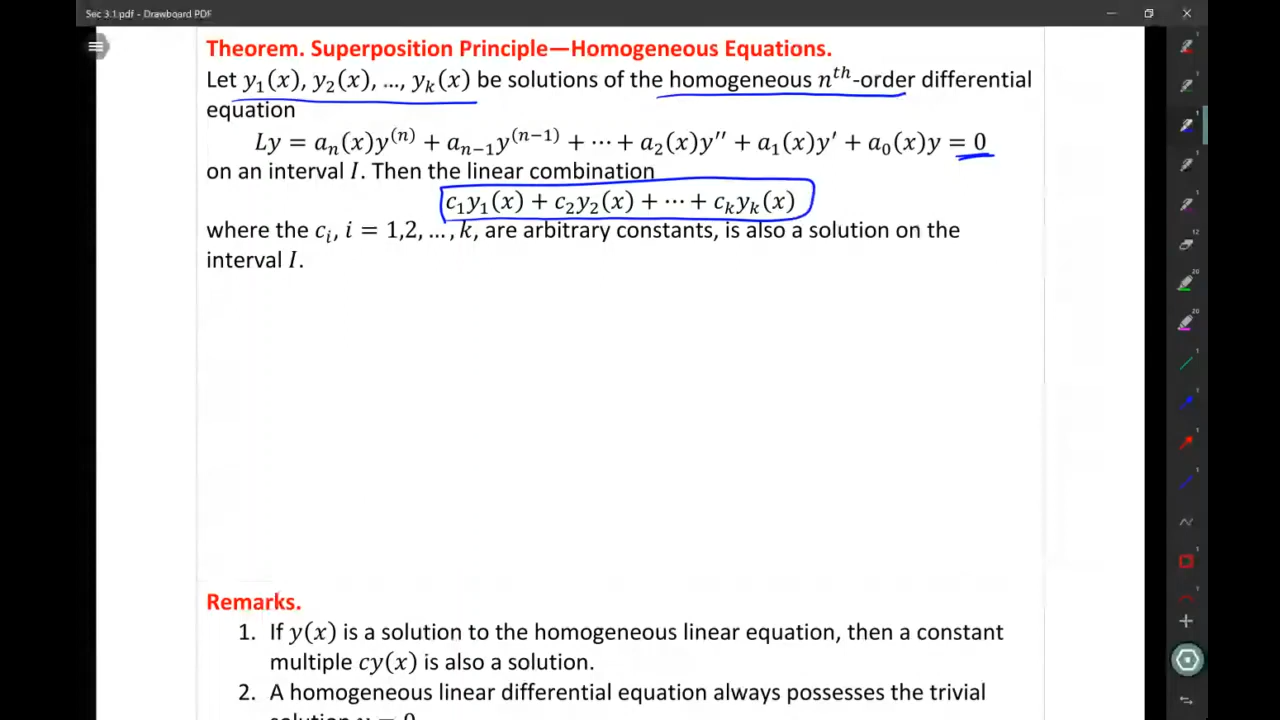 Sec 3.1.pdf - Drawboard PDF
Theorem. Superposition Principle—Homogeneous Equations.
Let y₁(x), y₂(x), …, yₖ(x) be solutions of the homogeneous nᵗʰ-order differential
equation
Ly = aₙ(x)y⁽ⁿ⁾ + aₙ₋₁y⁽ⁿ⁻¹⁾ + ⋯ + a₂(x)y′′ + a₁(x)y′ + a₀(x)y = 0
on an interval I. Then the linear combination
c₁y₁(x) + c₂y₂(x) + ⋯ + cₖyₖ(x)
where the cᵢ, i = 1,2, …, k, are arbitrary constants, is also a solution on the
interval I.
Remarks.
1. If y(x) is a solution to the homogeneous linear equation, then a constant
multiple cy(x) is also a solution.
2. A homogeneous linear differential equation always possesses the trivial
solution y = 0